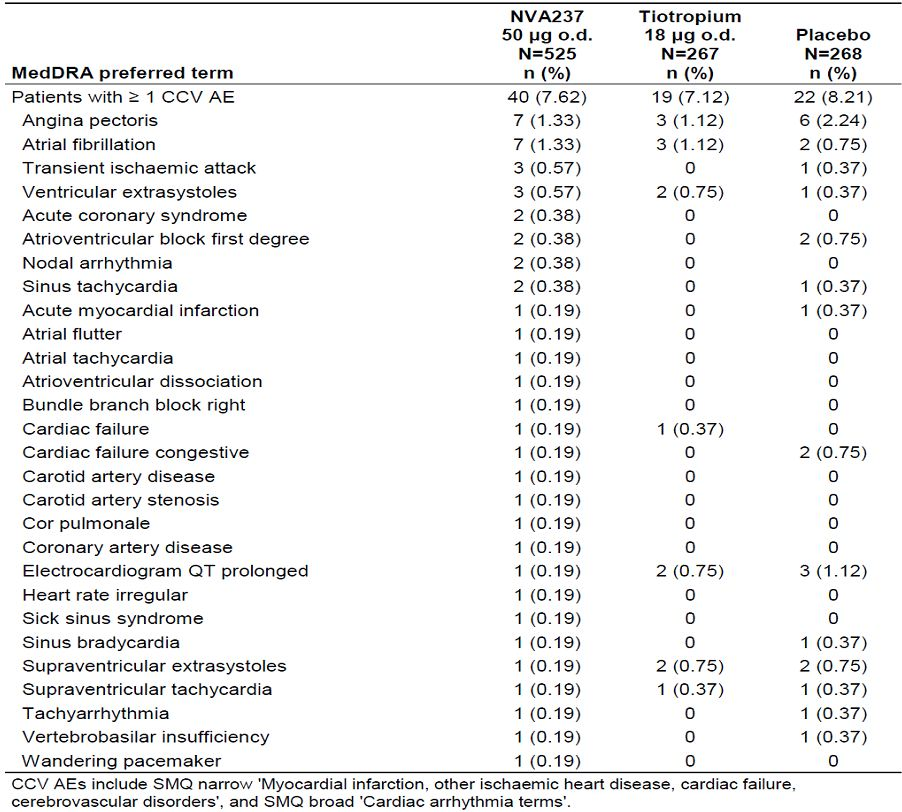 NVA237 Tiotropium
50 µg o.d. 18 µg o.d. Placebo
N=525 N=267 N=268
MedDRA preferred term n (%) n (%) n (%)
Patients with ≥ 1 CCV AE 40 (7.62) 19 (7.12) 22 (8.21)
Angina pectoris 7 (1.33) 3 (1.12) 6 (2.24)
Atrial fibrillation 7 (1.33) 3 (1.12) 2 (0.75)
Transient ischaemic attack 3 (0.57) 0 1 (0.37)
Ventricular extrasystoles 3 (0.57) 2 (0.75) 1 (0.37)
Acute coronary syndrome 2 (0.38) 0 0
Atrioventricular block first degree 2 (0.38) 0 2 (0.75)
Nodal arrhythmia 2 (0.38) 0 0
Sinus tachycardia 2 (0.38) 0 1 (0.37)
Acute myocardial infarction 1 (0.19) 0 1 (0.37)
Atrial flutter 1 (0.19) 0 0
Atrial tachycardia 1 (0.19) 0 0
Atrioventricular dissociation 1 (0.19) 0 0
Bundle branch block right 1 (0.19) 0 0
Cardiac failure 1 (0.19) 1 (0.37) 0
Cardiac failure congestive 1 (0.19) 0 2 (0.75)
Carotid artery disease 1 (0.19) 0 0
Carotid artery stenosis 1 (0.19) 0 0
Cor pulmonale 1 (0.19) 0 0
Coronary artery disease 1 (0.19) 0 0
Electrocardiogram QT prolonged 1 (0.19) 2 (0.75) 3 (1.12)
Heart rate irregular 1 (0.19) 0 0
Sick sinus syndrome 1 (0.19) 0 0
Sinus bradycardia 1 (0.19) 0 1 (0.37)
Supraventricular extrasystoles 1 (0.19) 2 (0.75) 2 (0.75)
Supraventricular tachycardia 1 (0.19) 1 (0.37) 1 (0.37)
Tachyarrhythmia 1 (0.19) 0 1 (0.37)
Vertebrobasilar insufficiency 1 (0.19) 0 1 (0.37)
Wandering pacemaker 1 (0.19) 0 0
CCV AEs include SMQ narrow 'Myocardial infarction, other ischaemic heart disease, cardiac failure,
cerebrovascular disorders', and SMQ broad 'Cardiac arrhythmia terms'.